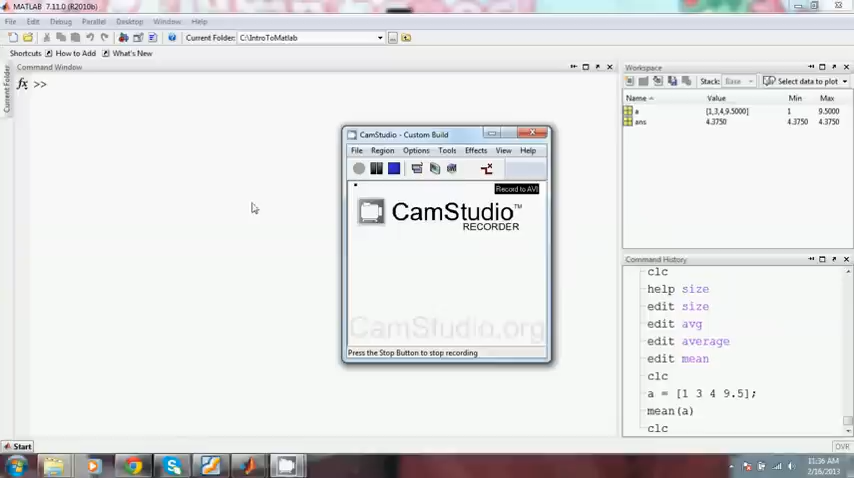 MATLAB 7.11.0 (R2010b)
File Edit Debug Parallel Desktop Window Help
Current Folder: C:\IntroToMatlab
Shortcuts How to Add What's New
Current Folder
Command Window
fx >>
Workspace
Stack: Base Select data to plot
Name Value Min Max
a [1,3,4,9.5000] 1 9.5000
ans 4.3750 4.3750 4.3750
CamStudio - Custom Build
File Region Options Tools Effects View Help
Record to AVI
CamStudio™
RECORDER
CamStudio.org
Press the Stop Button to stop recording
Command History
clc
help size
edit size
edit avg
edit average
edit mean
clc
a = [1 3 4 9.5];
mean(a)
clc
Start
OVR
11:36 AM
2/16/2013